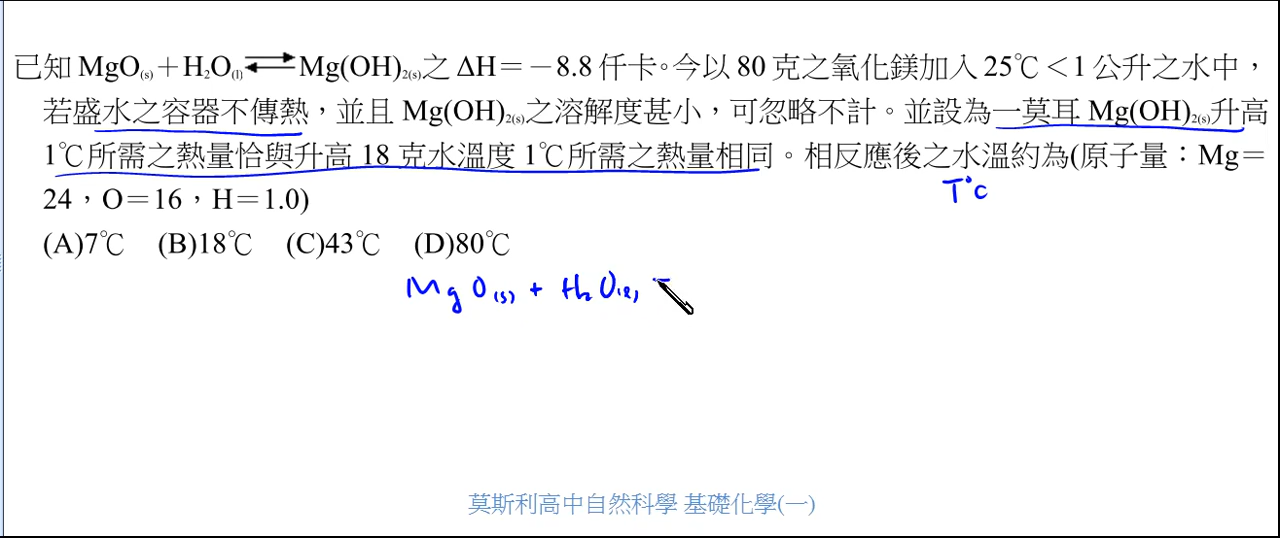 已知 MgO(s)＋H2O(l)⇄Mg(OH)2(s)之 ΔH＝－8.8 仟卡。今以 80 克之氧化鎂加入 25℃＜1 公升之水中，
若盛水之容器不傳熱，並且 Mg(OH)2(s)之溶解度甚小，可忽略不計。並設為一莫耳 Mg(OH)2(s)升高
1℃所需之熱量恰與升高 18 克水溫度 1℃所需之熱量相同。相反應後之水溫約為(原子量：Mg＝
T°C
24，O＝16，H＝1.0)
(A)7℃ (B)18℃ (C)43℃ (D)80℃
MgO(s) + H2O(l)
莫斯利高中自然科學 基礎化學(一)